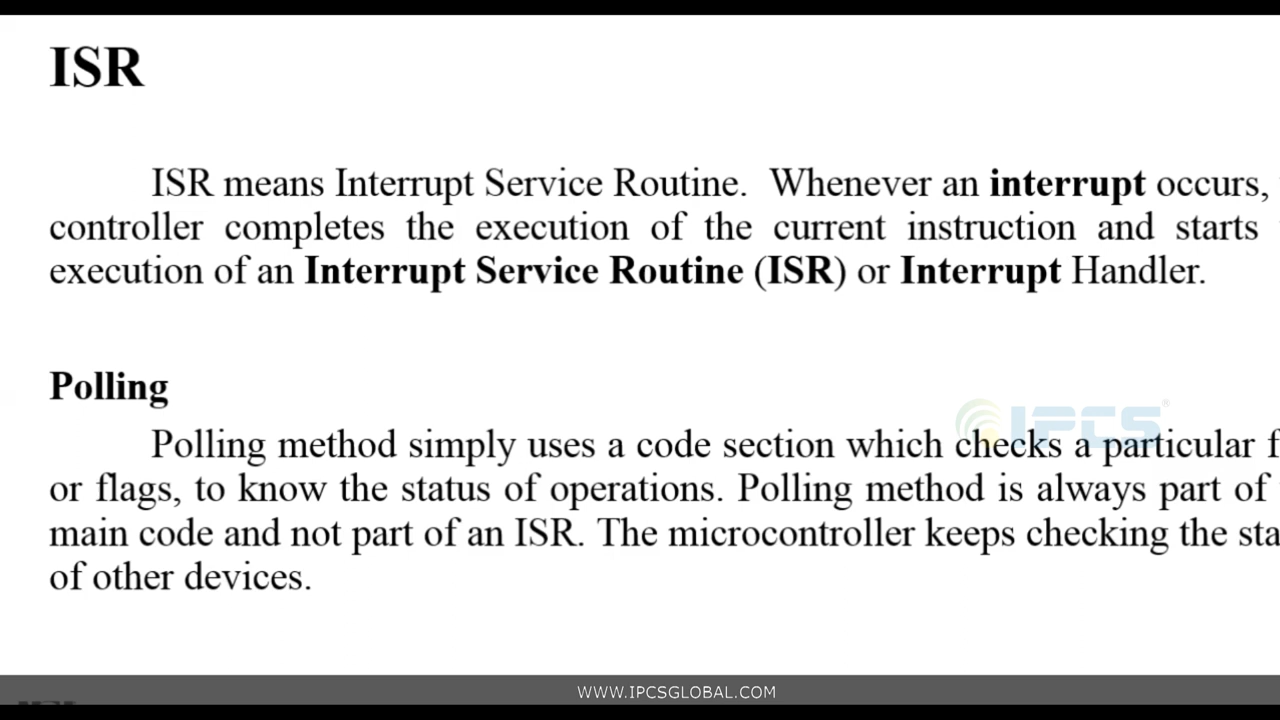 ISR
ISR means Interrupt Service Routine. Whenever an interrupt occurs,
controller completes the execution of the current instruction and starts
execution of an Interrupt Service Routine (ISR) or Interrupt Handler.
Polling
IPCS®
Polling method simply uses a code section which checks a particular
or flags, to know the status of operations. Polling method is always part of
main code and not part of an ISR. The microcontroller keeps checking the
of other devices.
WWW.IPCSGLOBAL.COM